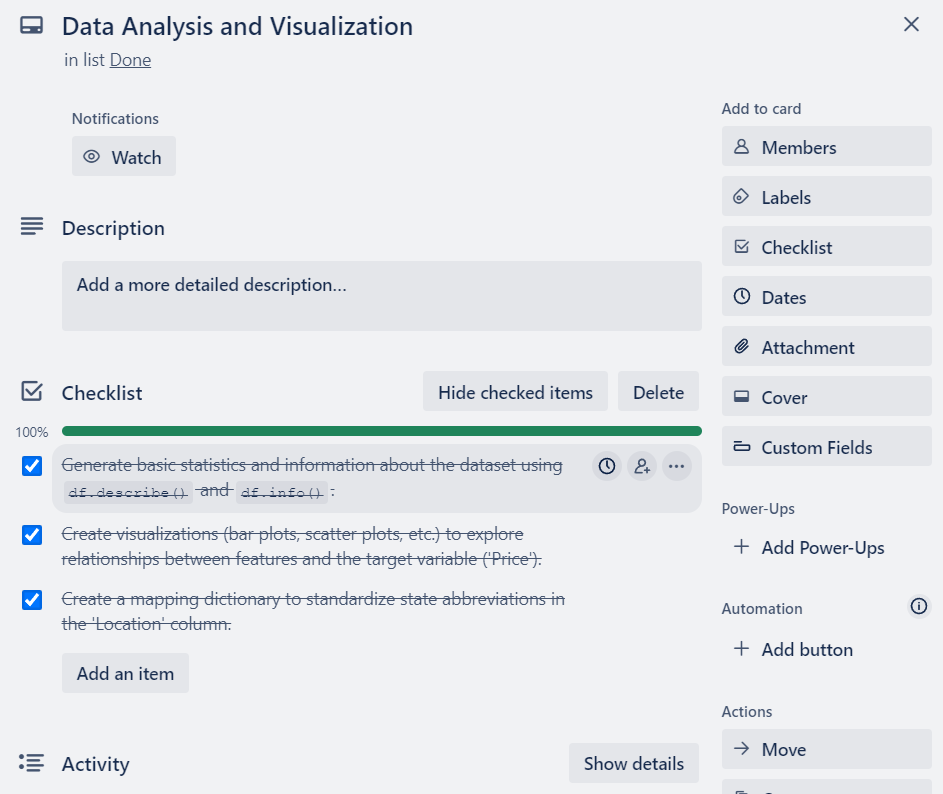 Data Analysis and Visualization
in list Done
Notifications
Watch
Description
Add a more detailed description...
Checklist
Hide checked items
Delete
100%
Generate basic statistics and information about the dataset using
df.describe() and df.info() .
Create visualizations (bar plots, scatter plots, etc.) to explore
relationships between features and the target variable ('Price').
Create a mapping dictionary to standardize state abbreviations in
the 'Location' column.
Add an item
Activity
Show details
Add to card
Members
Labels
Checklist
Dates
Attachment
Cover
Custom Fields
Power-Ups
Add Power-Ups
Automation
Add button
Actions
Move